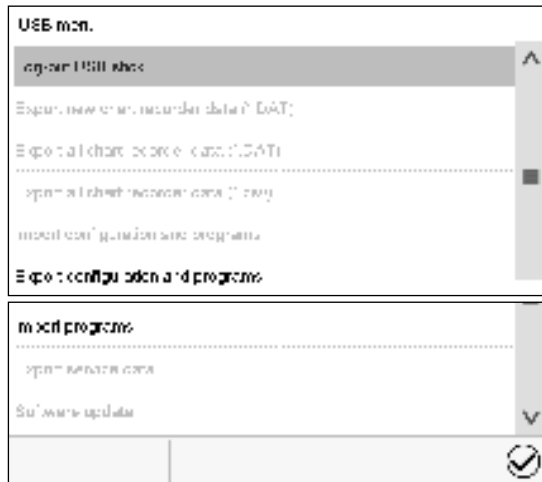 USB menu
Log-out USB stick
Export new chart recorder data (*.DAT)
Export all chart recorder data (*.DAT)
Export all chart recorder data (*.csv)
Import configuration and programs
Export configuration and programs
Import programs
Export service data
Software update